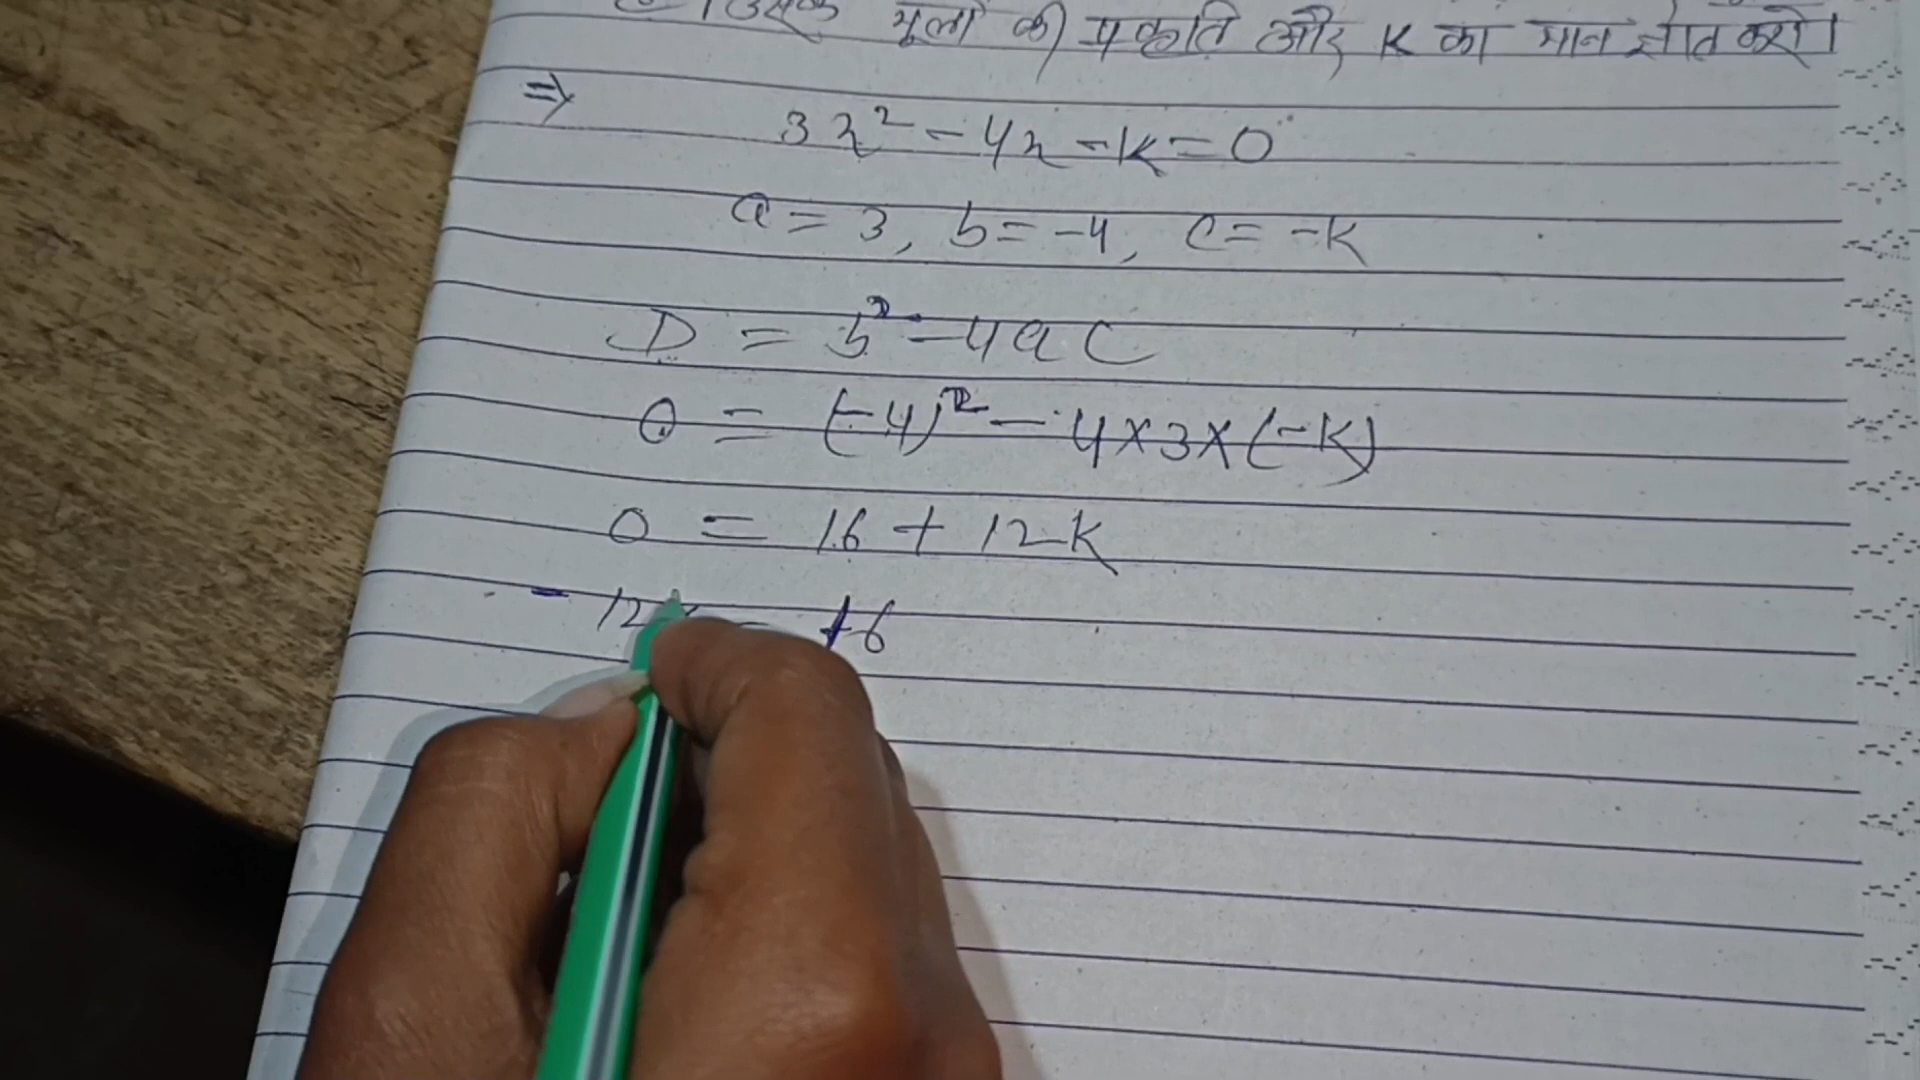 मूलों की प्रकृति और K का मान ज्ञात करो।
⇒ 3x² - 4x - K = 0
a = 3, b = -4, c = -K
D = b² - 4ac
0 = (-4)² - 4×3×(-K)
0 = 16 + 12K
- 12K = 16